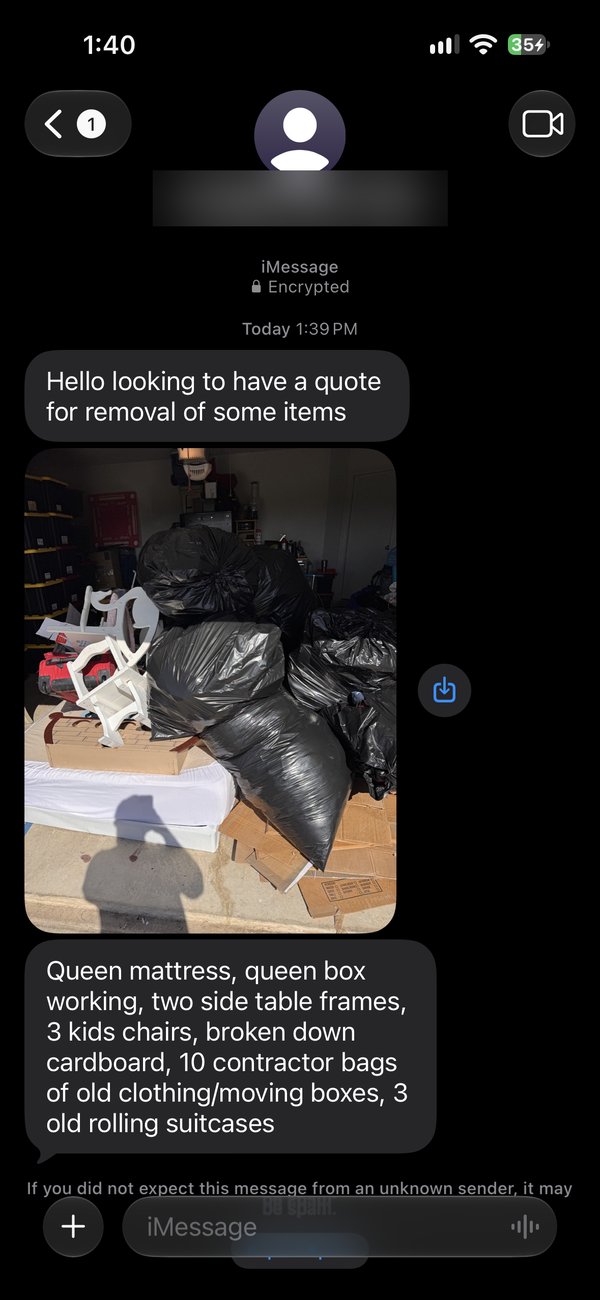 1:40
35
1
iMessage
Encrypted
Today 1:39 PM
Hello looking to have a quote
for removal of some items
Queen mattress, queen box
working, two side table frames,
3 kids chairs, broken down
cardboard, 10 contractor bags
of old clothing/moving boxes, 3
old rolling suitcases
If you did not expect this message from an unknown sender, it may
be spam.
iMessage